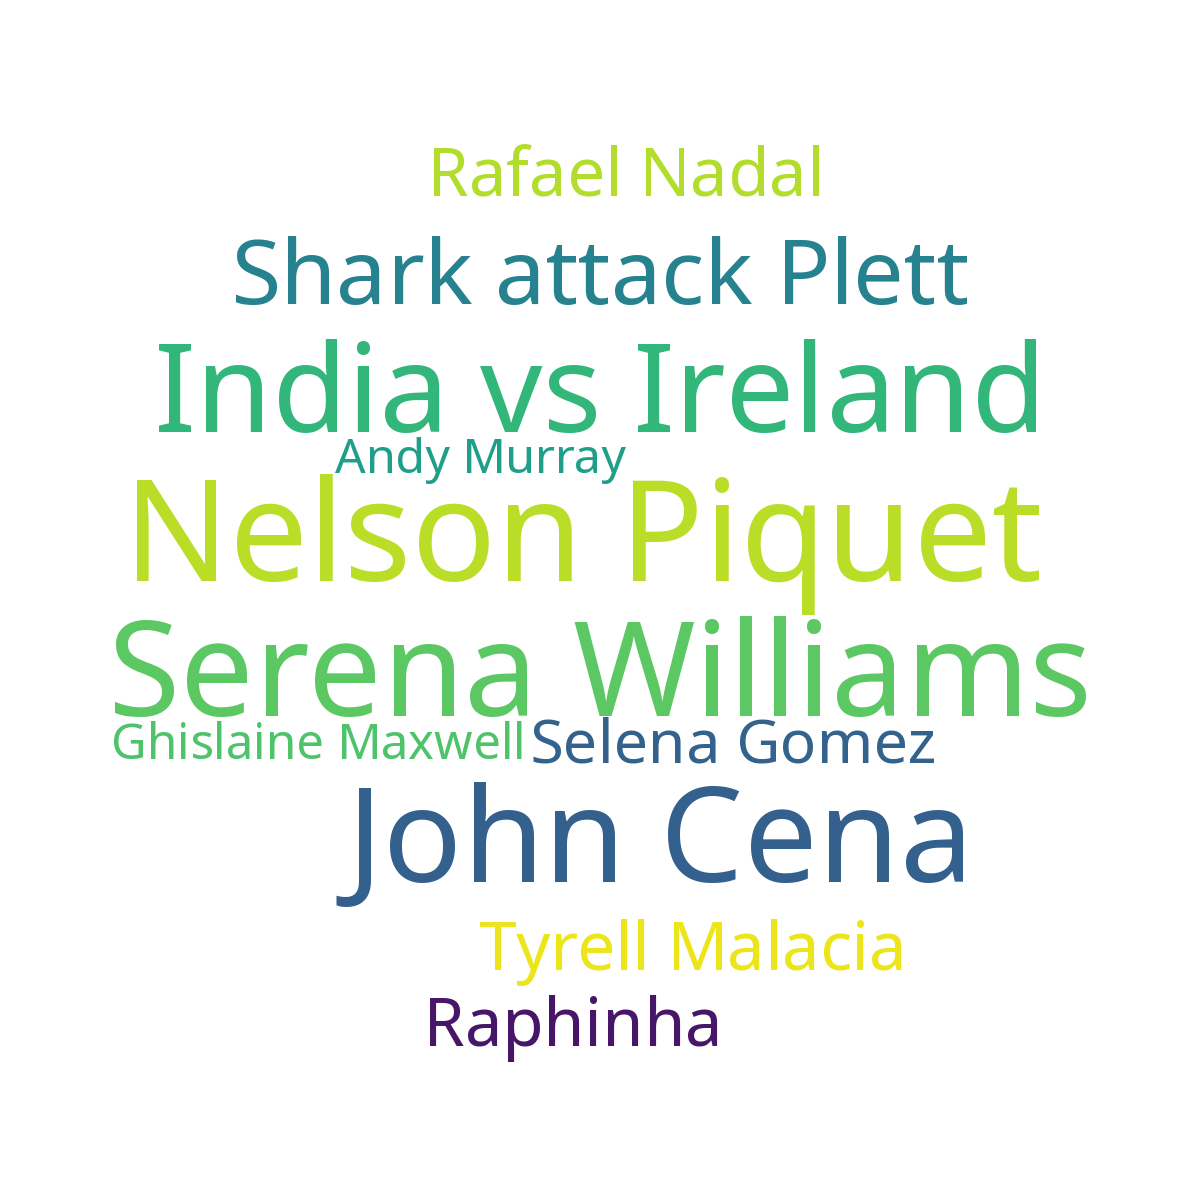 Rafael Nadal
Shark attack Plett
India vs Ireland
Andy Murray
Nelson Piquet
Serena Williams
Ghislaine Maxwell
Selena Gomez
John Cena
Tyrell Malacia
Raphinha